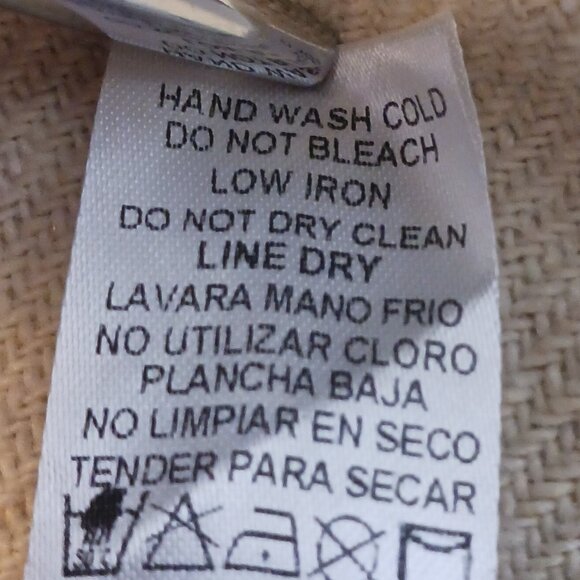 HAND WASH COLD
DO NOT BLEACH
LOW IRON
DO NOT DRY CLEAN
LINE DRY
LAVARA MANO FRIO
NO UTILIZAR CLORO
PLANCHA BAJA
NO LIMPIAR EN SECO
TENDER PARA SECAR